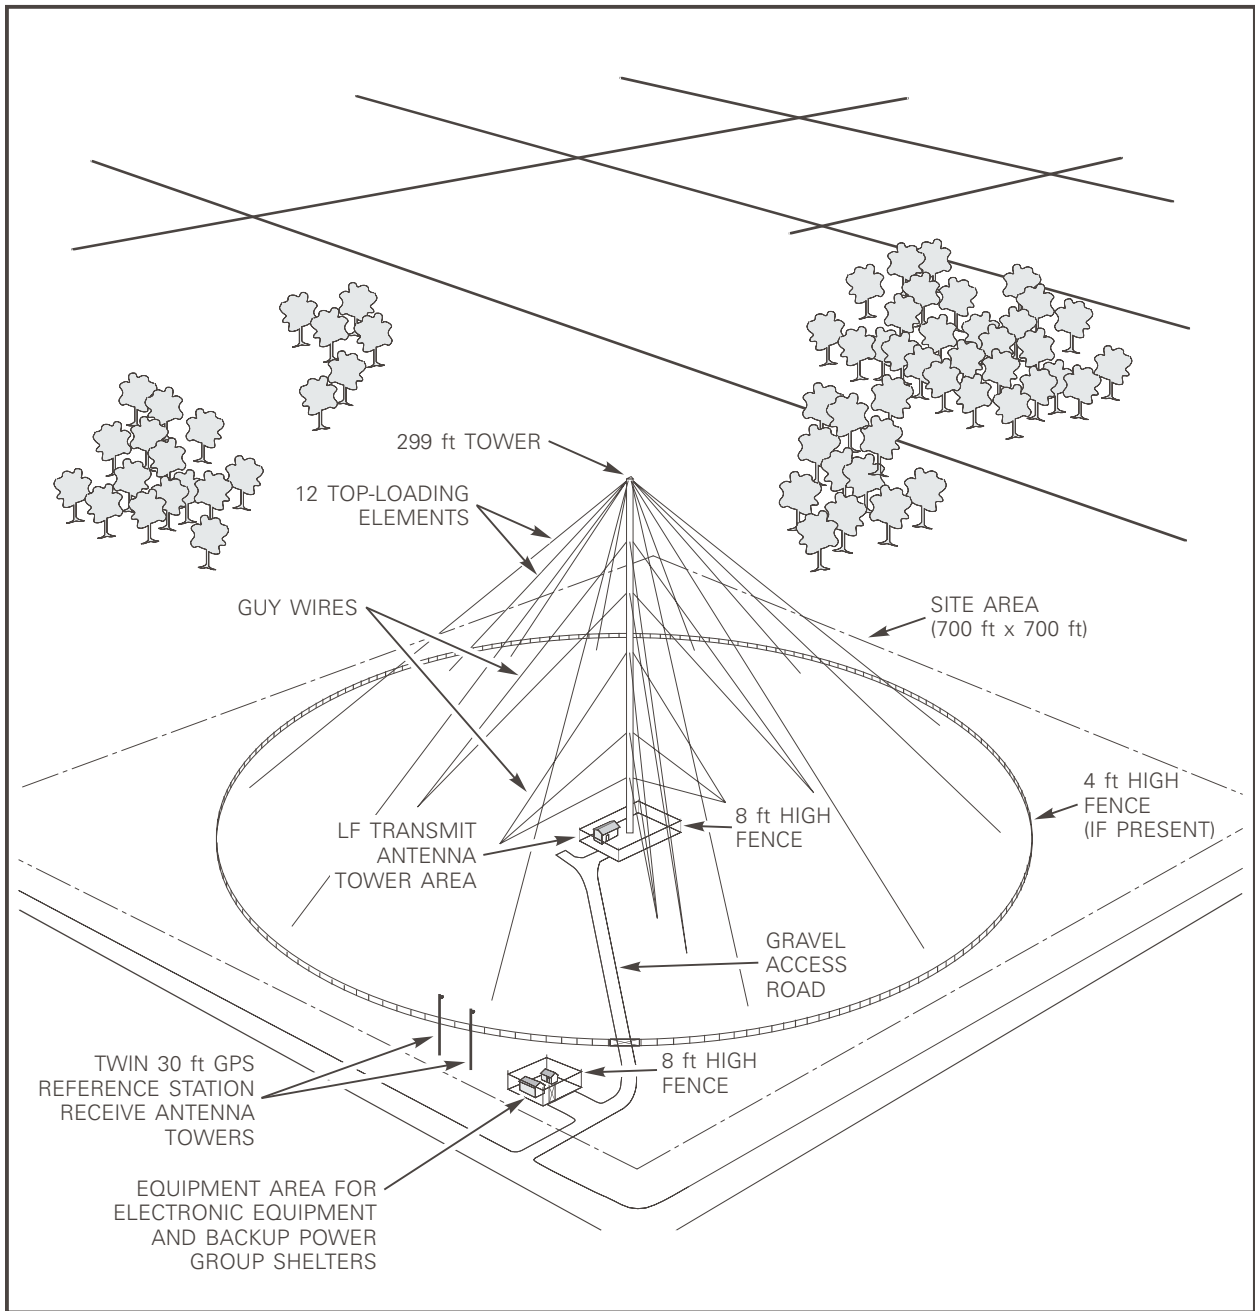 299 ft TOWER
12 TOP-LOADING
ELEMENTS
GUY WIRES
SITE AREA
(700 ft x 700 ft)
4 ft HIGH
FENCE
(IF PRESENT)
8 ft HIGH
FENCE
LF TRANSMIT
ANTENNA
TOWER AREA
GRAVEL
ACCESS
ROAD
TWIN 30 ft GPS
REFERENCE STATION
RECEIVE ANTENNA
TOWERS
8 ft HIGH
FENCE
EQUIPMENT AREA FOR
ELECTRONIC EQUIPMENT
AND BACKUP POWER
GROUP SHELTERS